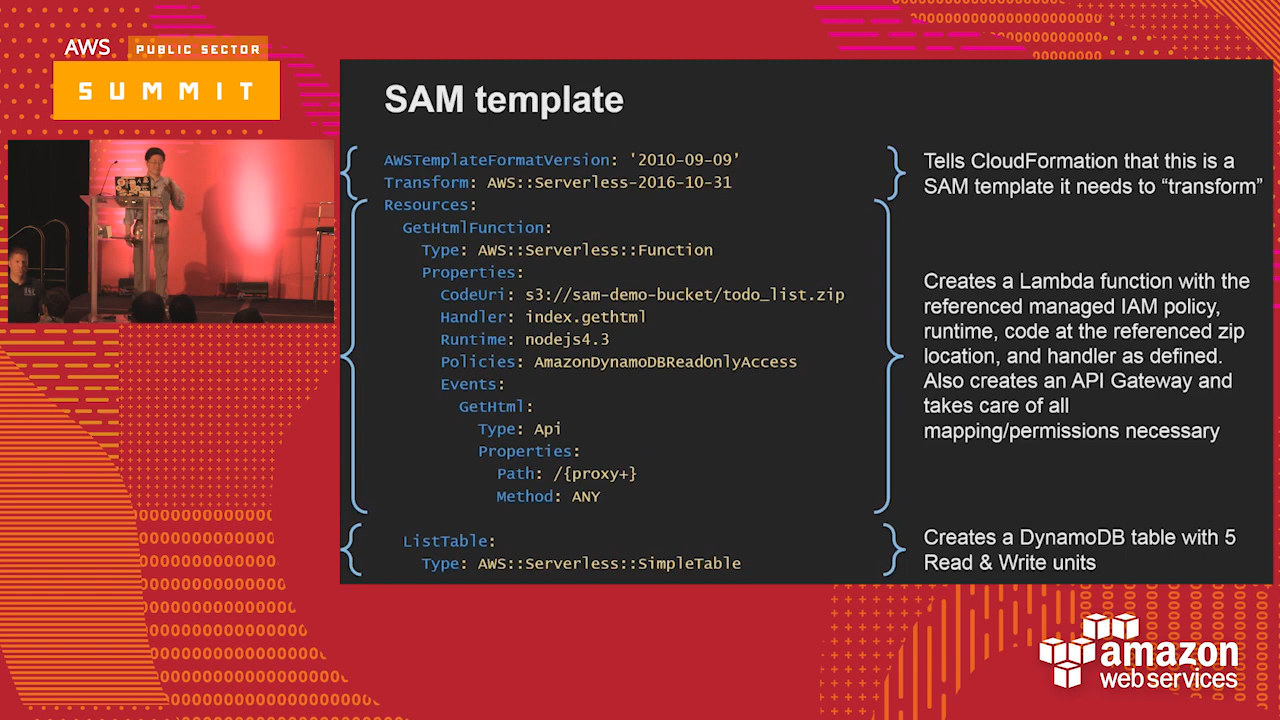 AWS PUBLIC SECTOR
SUMMIT
SAM template
AWSTemplateFormatVersion: '2010-09-09'
Transform: AWS::Serverless-2016-10-31
Resources:
GetHtmlFunction:
Type: AWS::Serverless::Function
Properties:
CodeUri: s3://sam-demo-bucket/todo_list.zip
Handler: index.gethtml
Runtime: nodejs4.3
Policies: AmazonDynamoDBReadOnlyAccess
Events:
GetHtml:
Type: Api
Properties:
Path: /{proxy+}
Method: ANY
ListTable:
Type: AWS::Serverless::SimpleTable
Tells CloudFormation that this is a
SAM template it needs to “transform”
Creates a Lambda function with the
referenced managed IAM policy,
runtime, code at the referenced zip
location, and handler as defined.
Also creates an API Gateway and
takes care of all
mapping/permissions necessary
Creates a DynamoDB table with 5
Read & Write units
amazon
web services